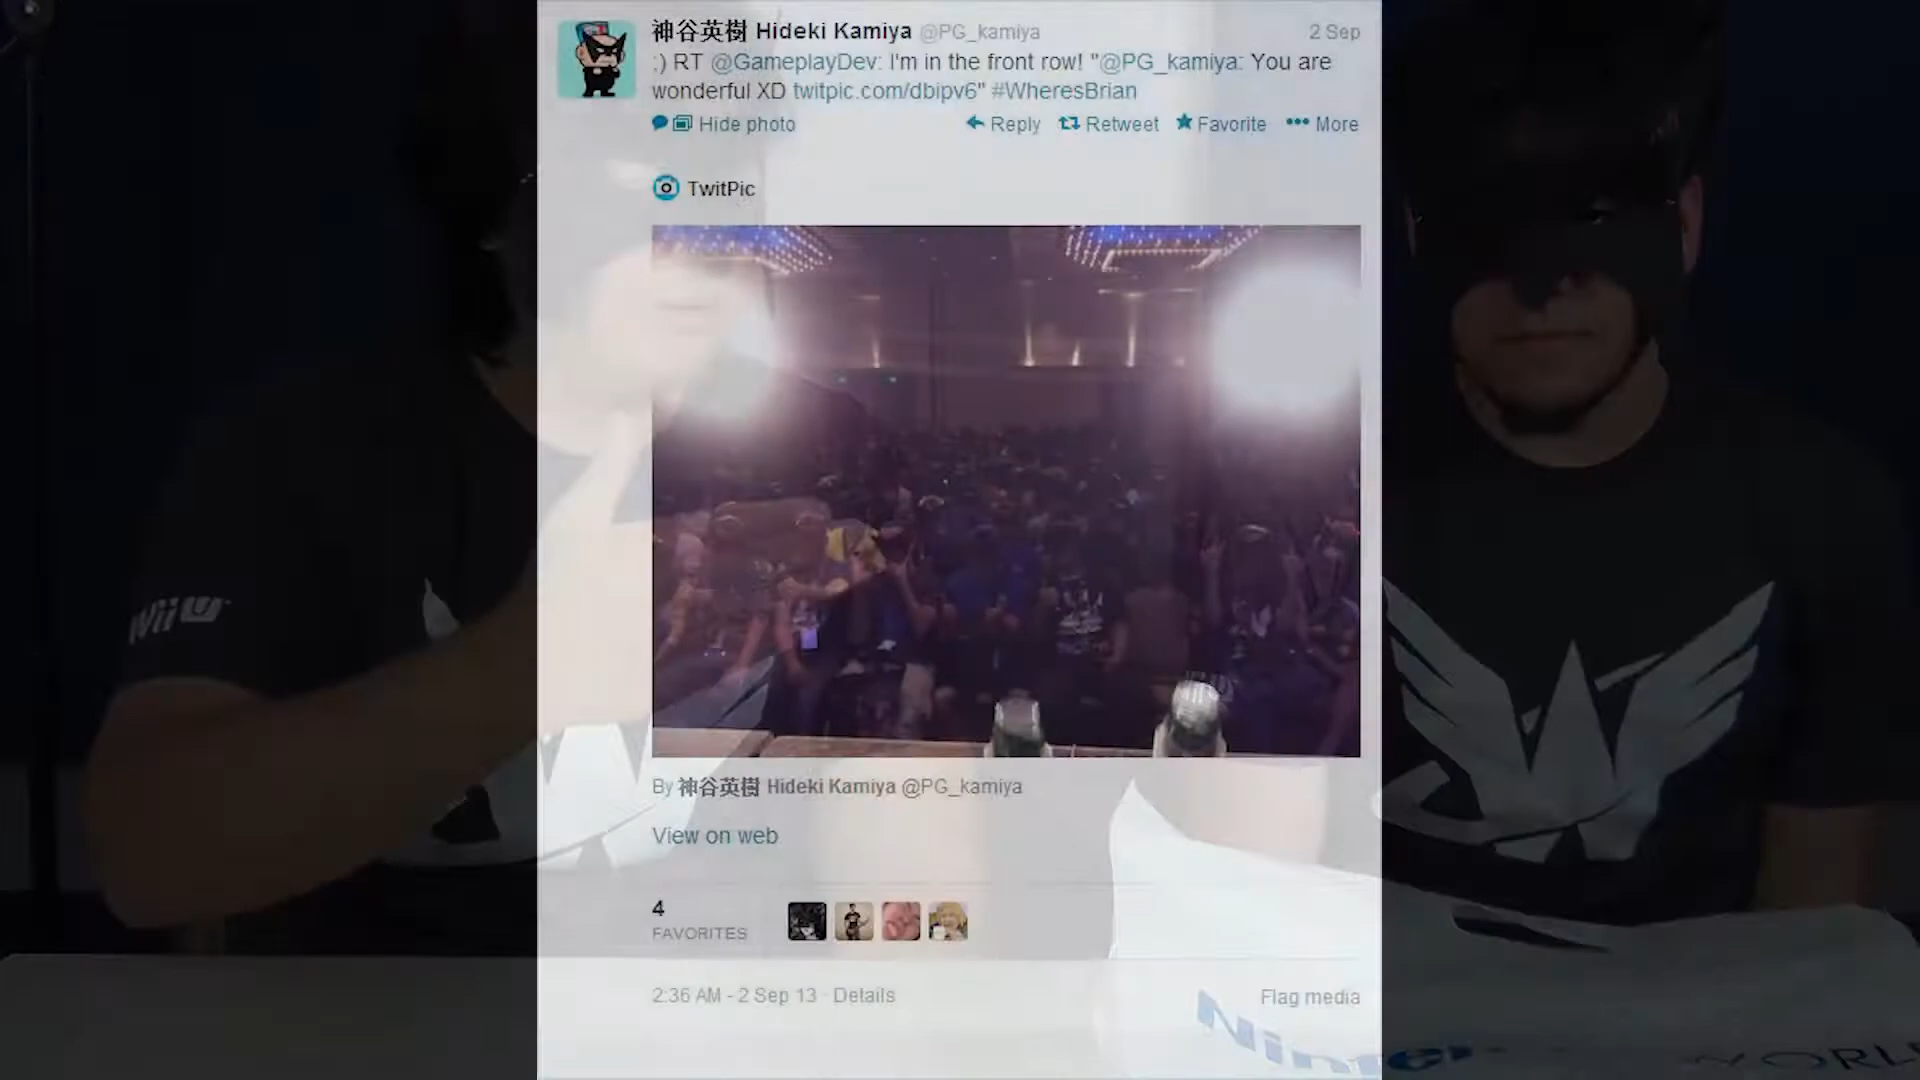 神谷英樹 Hideki Kamiya @PG_kamiya 2 Sep
:) RT @GameplayDev: I'm in the front row! "@PG_kamiya: You are
wonderful XD twitpic.com/dbipv6" #WheresBrian
Hide photo Reply Retweet Favorite More
TwitPic
By 神谷英樹 Hideki Kamiya @PG_kamiya
View on web
4
FAVORITES
2:36 AM - 2 Sep 13 · Details Flag media
Wii U